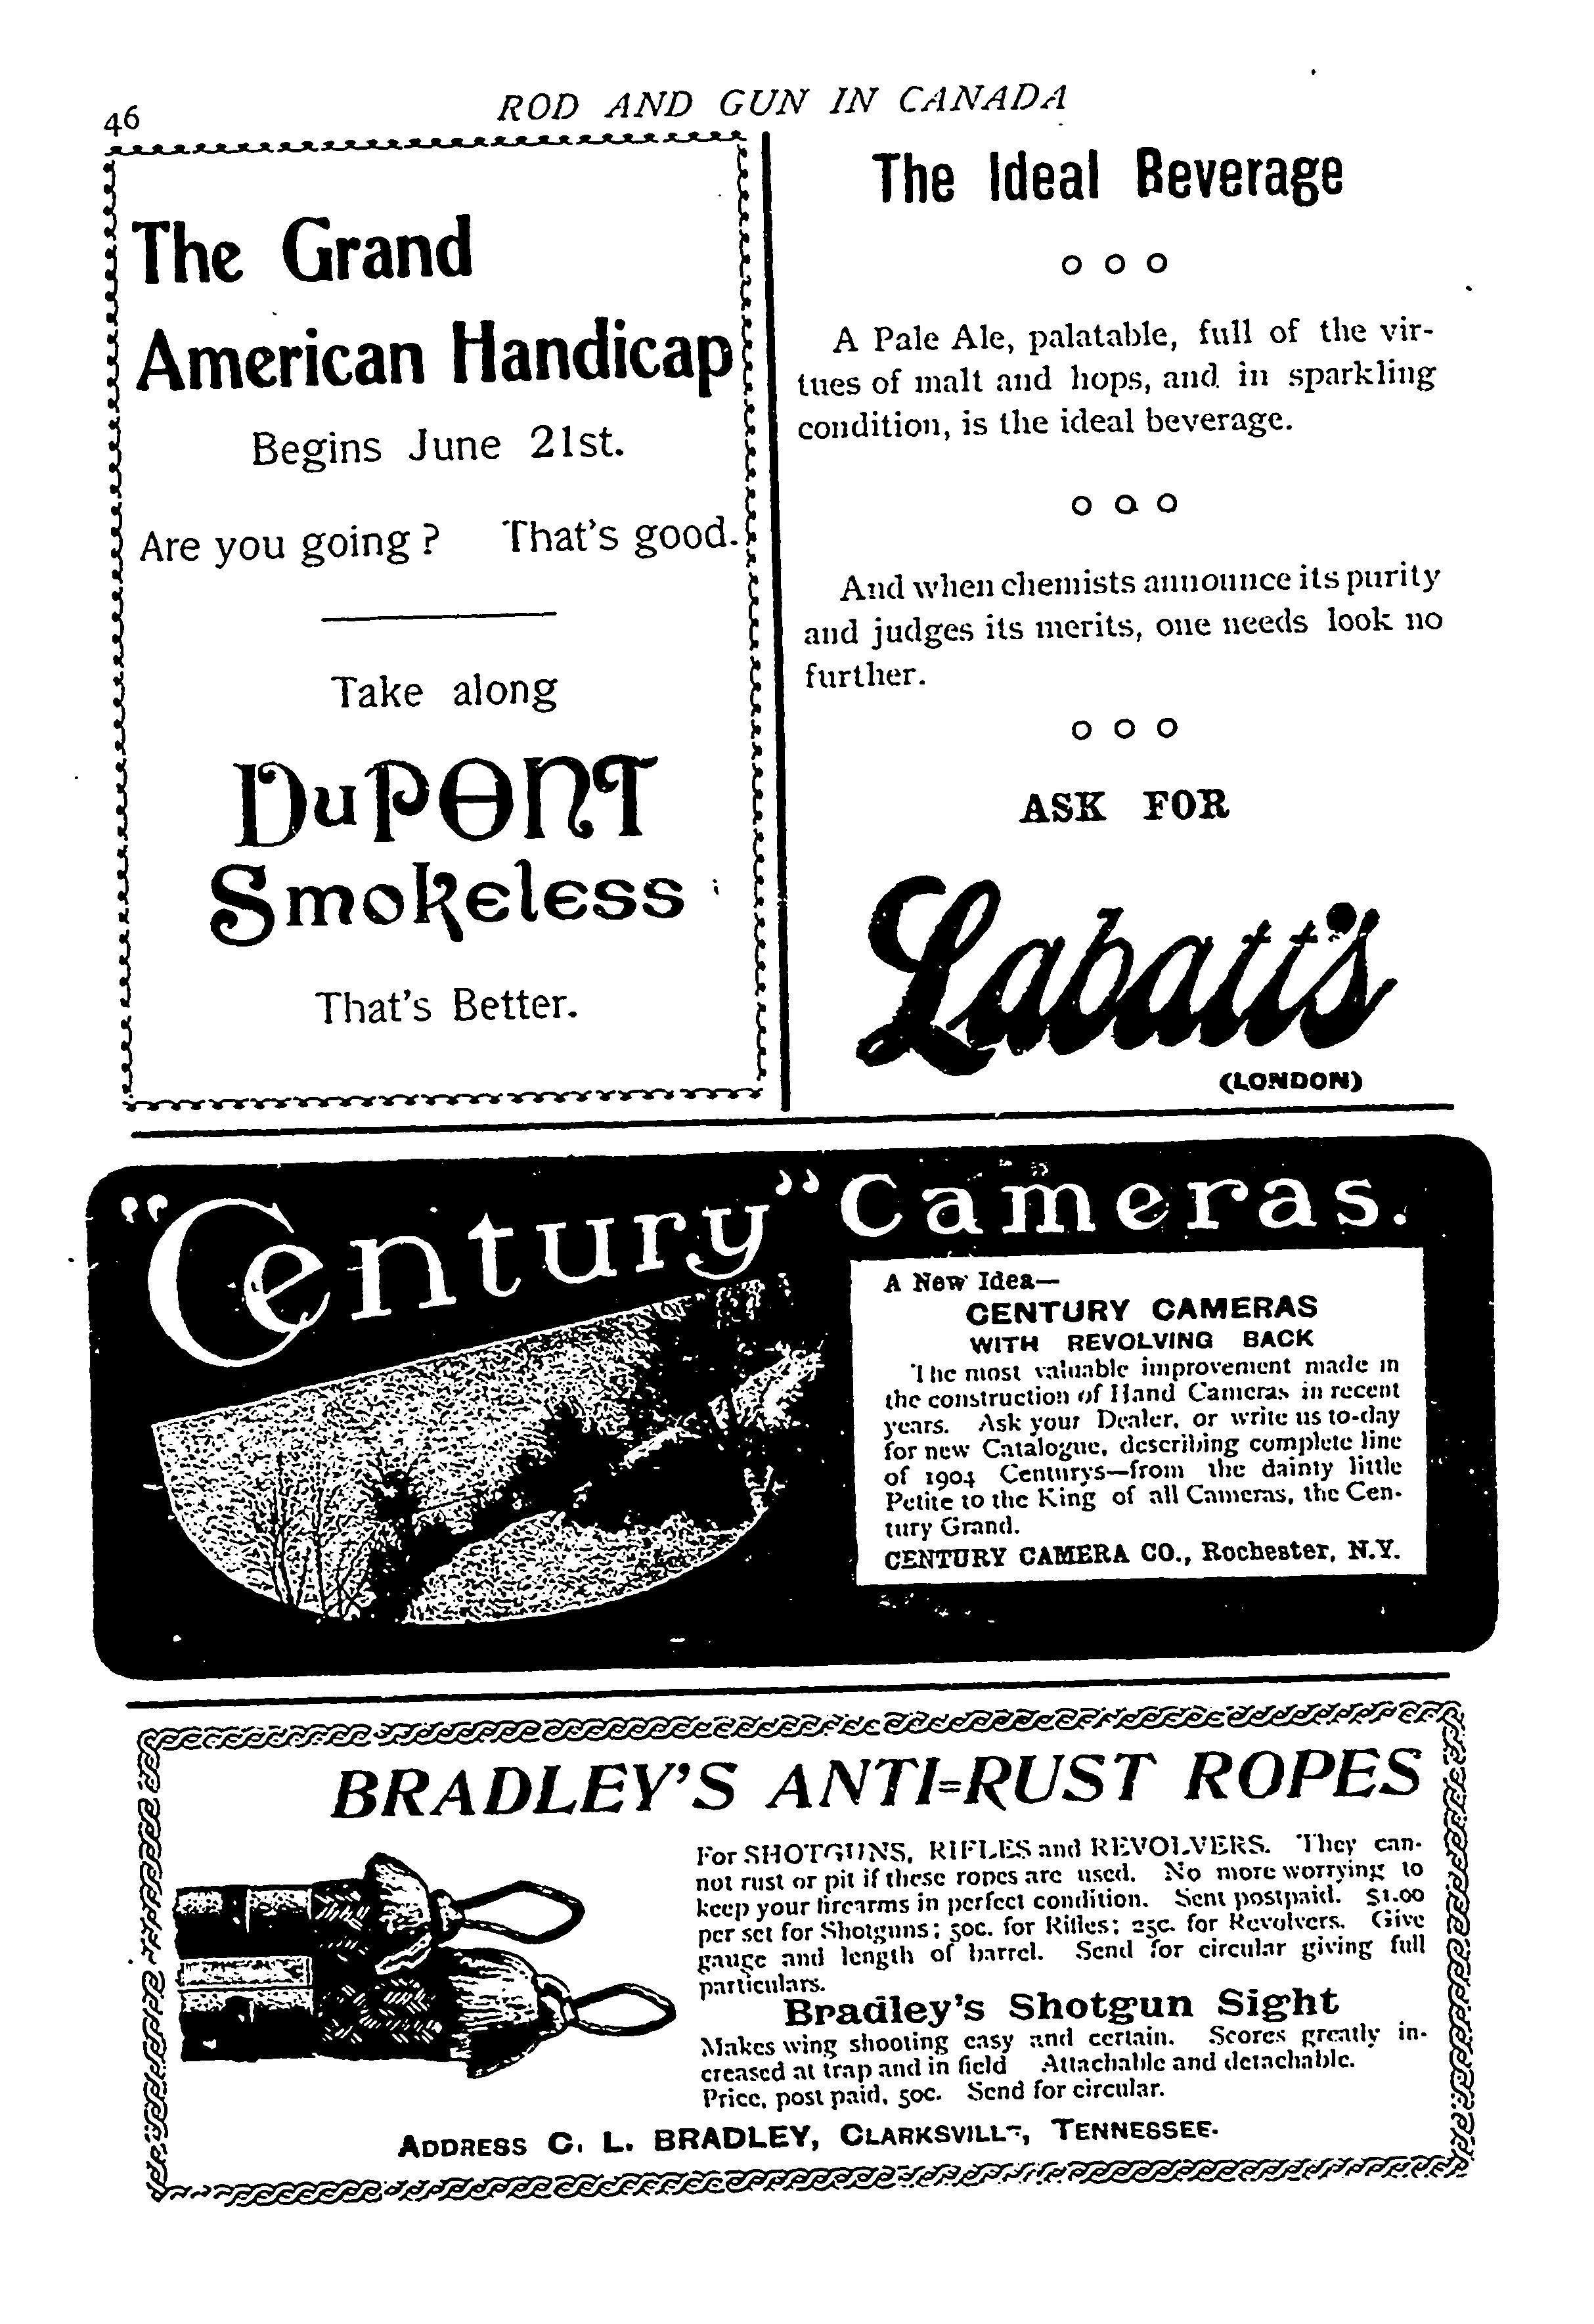 46
ROD AND GUN IN CANADA
The Grand
American Handicap
Begins June 21st.
Are you going? That's good.
Take along
DuPONT
Smokeless
That's Better.
The Ideal Beverage
A Pale Ale, palatable, full of the vir-
tues of malt and hops, and in sparkling
condition, is the ideal beverage.
And when chemists announce its purity
and judges its merits, one needs look no
further.
ASK FOR
Labatt's
(LONDON)
"Century" Cameras.
A New Idea—
CENTURY CAMERAS
WITH REVOLVING BACK
The most valuable improvement made in
the construction of Hand Cameras in recent
years. Ask your Dealer, or write us to-day
for new Catalogue, describing complete line
of 1904 Centurys—from the dainty little
Petite to the King of all Cameras, the Cen-
tury Grand.
CENTURY CAMERA CO., Rochester, N.Y.
BRADLEY'S ANTI=RUST ROPES
For SHOTGUNS, RIFLES and REVOLVERS. They can-
not rust or pit if these ropes are used. No more worrying to
keep your firearms in perfect condition. Sent postpaid. $1.00
per set for Shotguns; 50c. for Rifles; 25c. for Revolvers. Give
gauge and length of barrel. Send for circular giving full
particulars.
Bradley's Shotgun Sight
Makes wing shooting easy and certain. Scores greatly in-
creased at trap and in field Attachable and detachable.
Price, post paid, 50c. Send for circular.
ADDRESS C. L. BRADLEY, CLARKSVILLE, TENNESSEE.